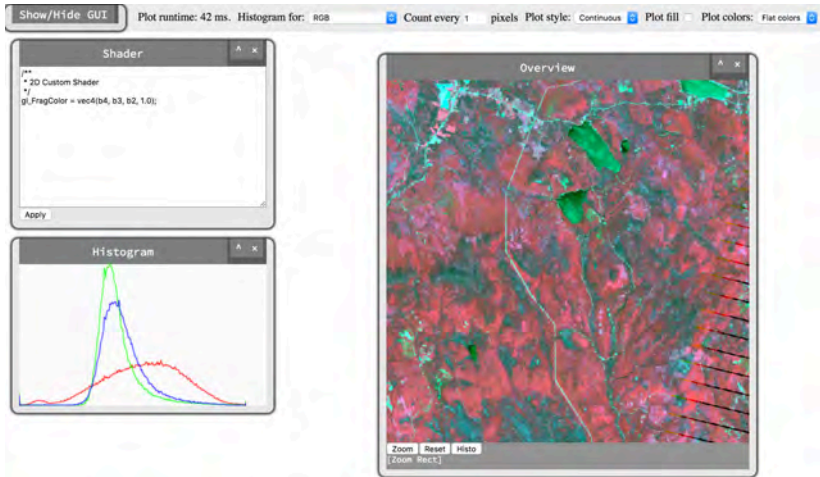 Show/Hide GUI Plot runtime: 42 ms. Histogram for: RGB Count every 1 pixels Plot style: Continuous Plot fill Plot colors: Flat colors
Shader ^ ×
/**
* 2D Custom Shader
*/
gl_FragColor = vec4(b4, b3, b2, 1.0);
Apply
Histogram ^ ×
Overview ^ ×
Zoom Reset Histo
[Zoom Rect]